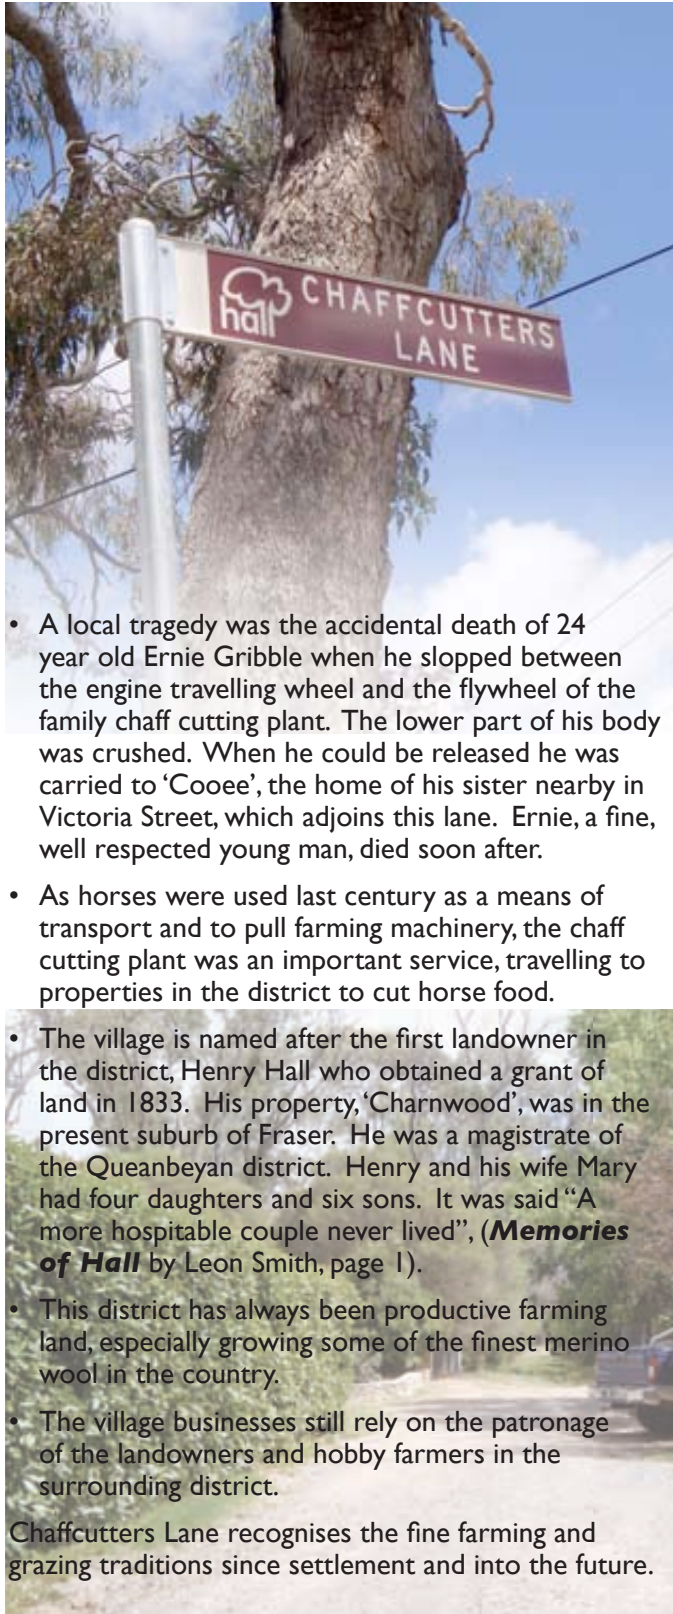 hall CHAFFCUTTERS
LANE
• A local tragedy was the accidental death of 24
year old Ernie Gribble when he slopped between
the engine travelling wheel and the flywheel of the
family chaff cutting plant. The lower part of his body
was crushed. When he could be released he was
carried to ‘Cooee’, the home of his sister nearby in
Victoria Street, which adjoins this lane. Ernie, a fine,
well respected young man, died soon after.
• As horses were used last century as a means of
transport and to pull farming machinery, the chaff
cutting plant was an important service, travelling to
properties in the district to cut horse food.
• The village is named after the first landowner in
the district, Henry Hall who obtained a grant of
land in 1833. His property, ‘Charnwood’, was in the
present suburb of Fraser. He was a magistrate of
the Queanbeyan district. Henry and his wife Mary
had four daughters and six sons. It was said “A
more hospitable couple never lived”, (Memories
of Hall by Leon Smith, page 1).
• This district has always been productive farming
land, especially growing some of the finest merino
wool in the country.
• The village businesses still rely on the patronage
of the landowners and hobby farmers in the
surrounding district.
Chaffcutters Lane recognises the fine farming and
grazing traditions since settlement and into the future.